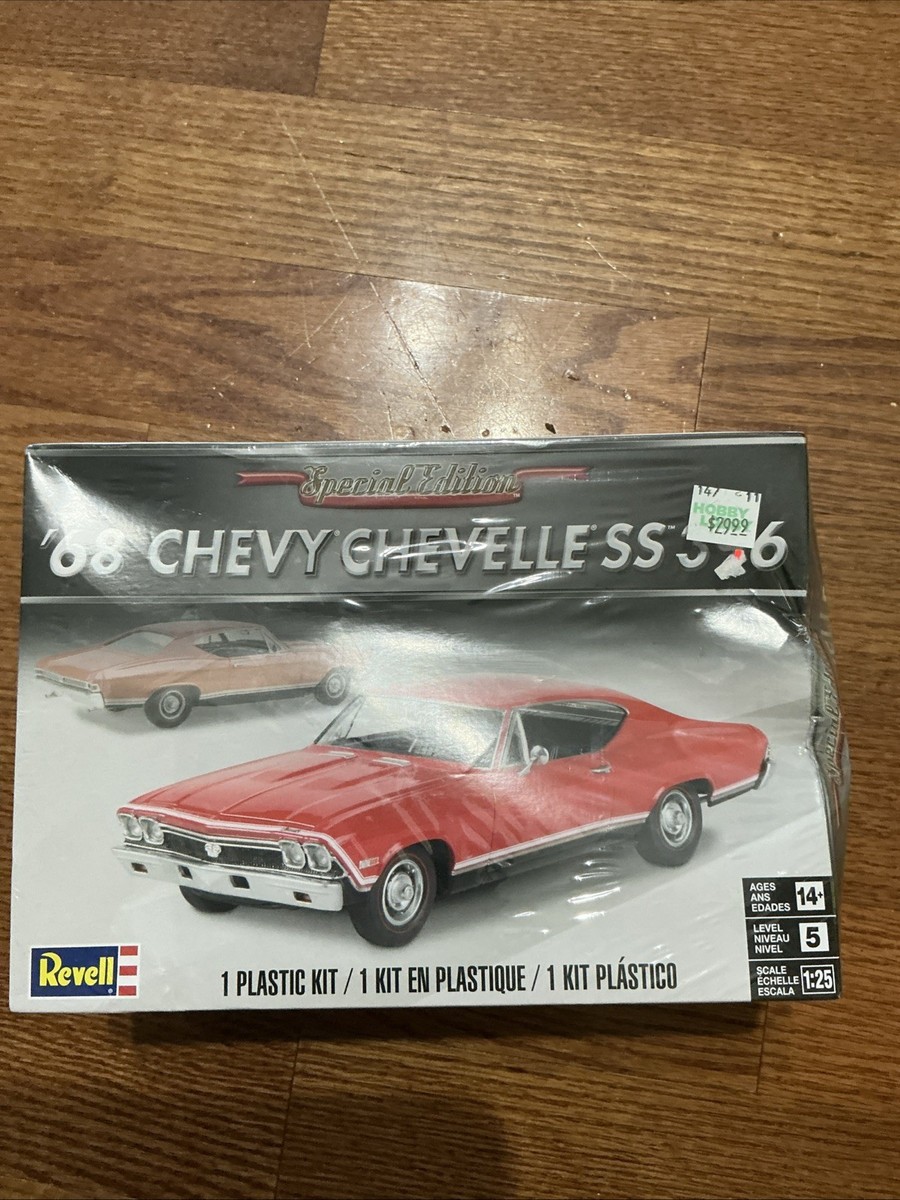 Special Edition
'68 CHEVY CHEVELLE SS 396
HOBBY
$29.99
AGES
ANS
EDADES
14+
LEVEL
NIVEAU
NIVEL
5
SCALE
ÉCHELLE
ESCALA
1:25
Revell
1 PLASTIC KIT / 1 KIT EN PLASTIQUE / 1 KIT PLÁSTICO